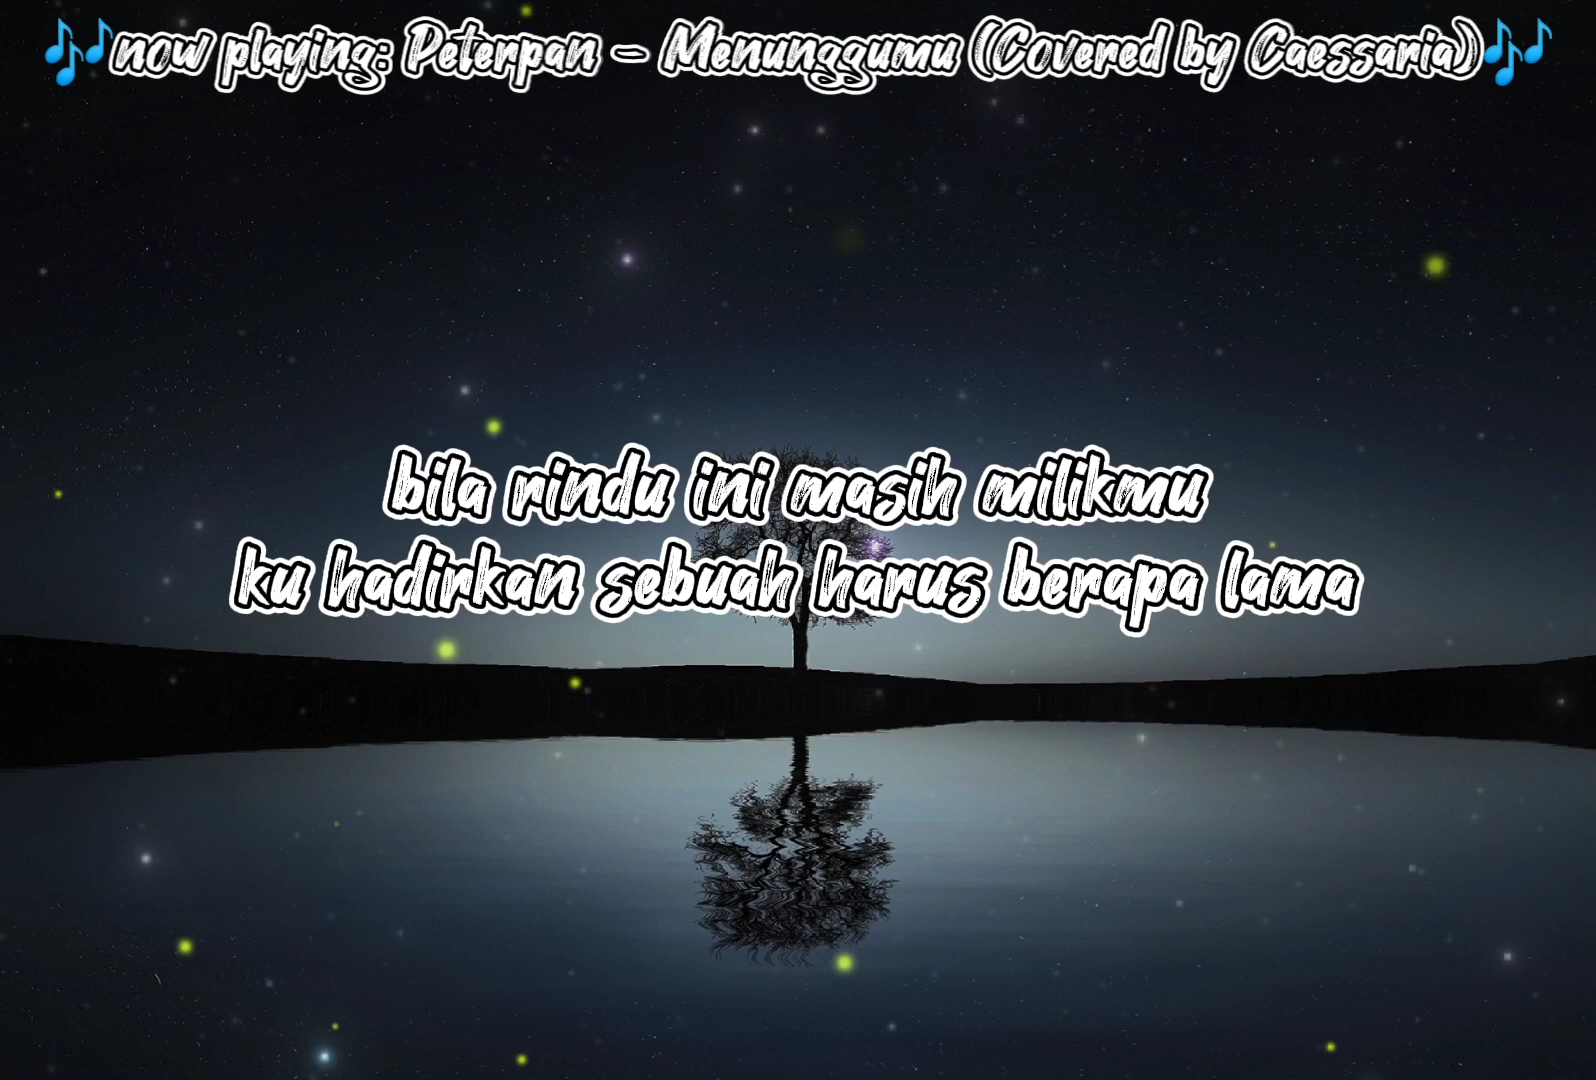 🎶now playing: Peterpan - Menunggumu (Covered by Caessaria)🎶
bila rindu ini masih milikmu
ku hadirkan sebuah harus berapa lama